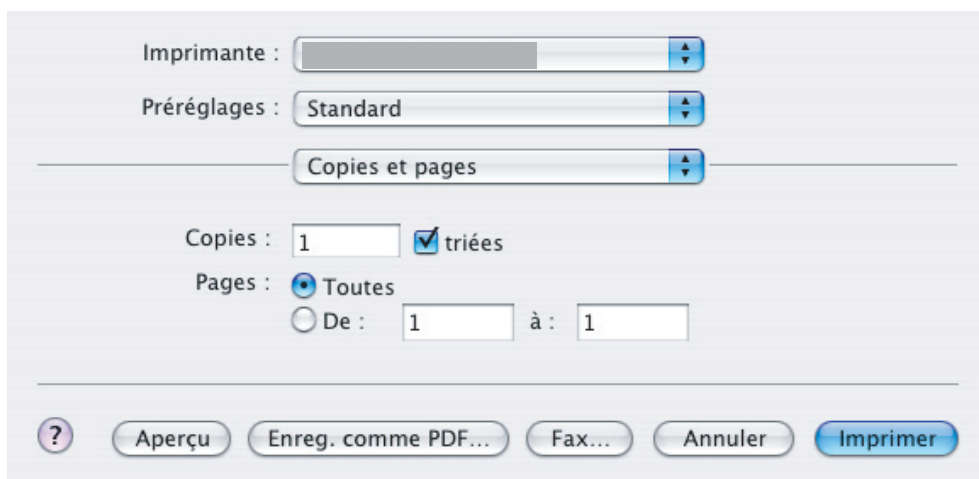 Imprimante :
Préréglages : Standard
Copies et pages
Copies : 1 triées
Pages : Toutes
De : 1 à : 1
? Aperçu Enreg. comme PDF... Fax... Annuler Imprimer